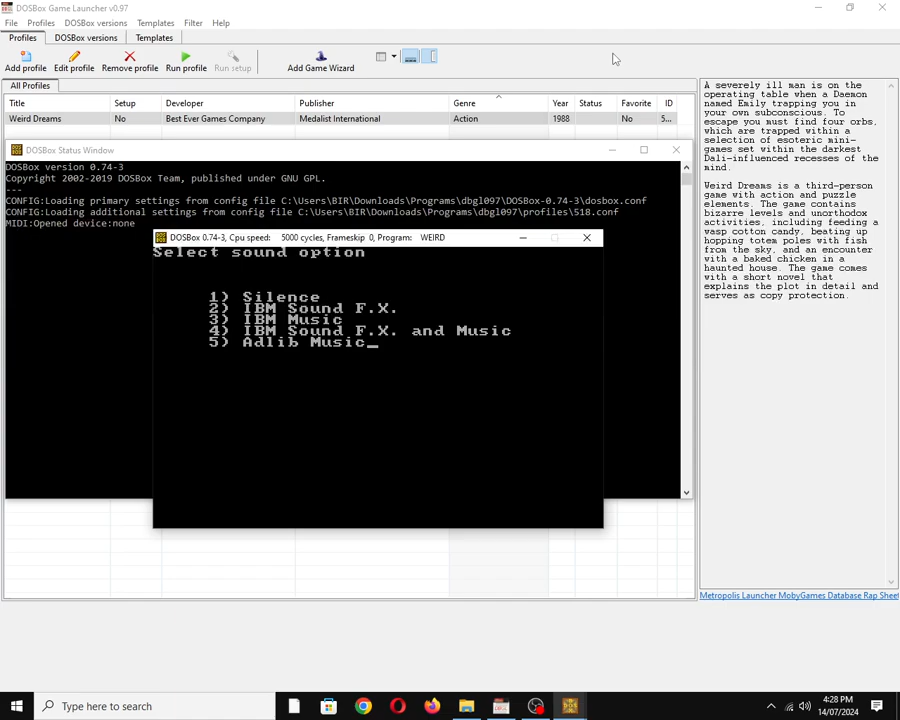 DOSBox Game Launcher v0.97
File Profiles DOSBox versions Templates Filter Help
Profiles DOSBox versions Templates
Add profile Edit profile Remove profile Run profile Run setup Add Game Wizard
All Profiles
Title Setup Developer Publisher Genre Year Status Favorite ID
Weird Dreams No Best Ever Games Company Medalist International Action 1988 No 5...
DOSBox Status Window
DOSBox version 0.74-3
Copyright 2002-2019 DOSBox Team, published under GNU GPL.
---
CONFIG:Loading primary settings from config file C:\Users\BIR\Downloads\Programs\dbgl097\DOSBox-0.74-3\dosbox.conf
CONFIG:Loading additional settings from config file C:\Users\BIR\Downloads\Programs\dbgl097\profiles\518.conf
MIDI:Opened device:none
DOSBox 0.74-3, Cpu speed: 5000 cycles, Frameskip 0, Program: WEIRD
Select sound option
1) Silence
2) IBM Sound F.X.
3) IBM Music
4) IBM Sound F.X. and Music
5) Adlib Music_
A severely ill man is on the
operating table when a Daemon
named Emily trapping you in
your own subconscious. To
escape you must find four orbs,
which are trapped within a
selection of esoteric mini-
games set within the darkest
Dali-influenced recesses of the
mind.
Weird Dreams is a third-person
game with action and puzzle
elements. The game contains
bizarre levels and unorthodox
activities, including feeding a
wasp cotton candy, beating up
hopping totem poles with fish
from the sky, and an encounter
with a baked chicken in a
haunted house. The game comes
with a short novel that
explains the plot in detail and
serves as copy protection.
Metropolis Launcher MobyGames Database Rap Sheet
Type here to search
4:28 PM
14/07/2024